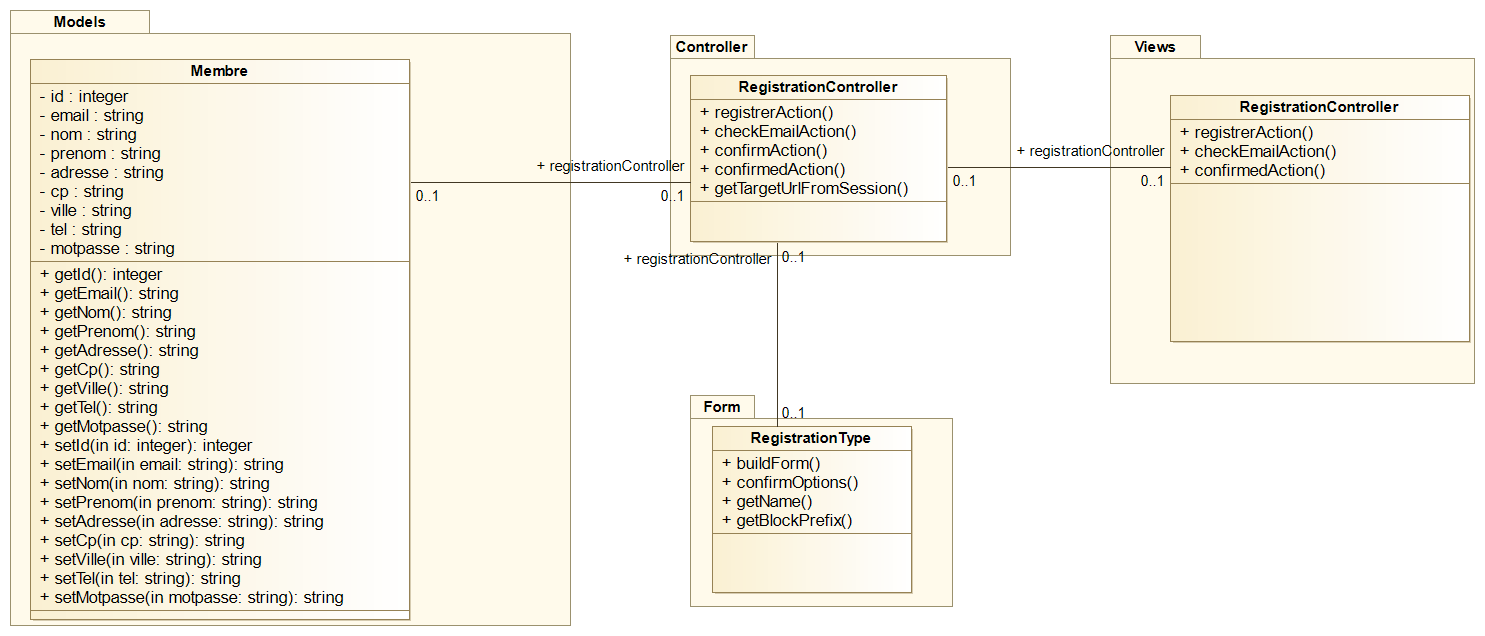 Models
Membre
- id : integer
- email : string
- nom : string
- prenom : string
- adresse : string
- cp : string
- ville : string
- tel : string
- motpasse : string
+ getId(): integer
+ getEmail(): string
+ getNom(): string
+ getPrenom(): string
+ getAdresse(): string
+ getCp(): string
+ getVille(): string
+ getTel(): string
+ getMotpasse(): string
+ setId(in id: integer): integer
+ setEmail(in email: string): string
+ setNom(in nom: string): string
+ setPrenom(in prenom: string): string
+ setAdresse(in adresse: string): string
+ setCp(in cp: string): string
+ setVille(in ville: string): string
+ setTel(in tel: string): string
+ setMotpasse(in motpasse: string): string
0..1
+ registrationController
0..1
Controller
RegistrationController
+ registrerAction()
+ checkEmailAction()
+ confirmAction()
+ confirmedAction()
+ getTargetUrlFromSession()
+ registrationController
0..1
0..1
+ registrationController
0..1
Views
RegistrationController
+ registrerAction()
+ checkEmailAction()
+ confirmedAction()
Form
0..1
RegistrationType
+ buildForm()
+ confirmOptions()
+ getName()
+ getBlockPrefix()